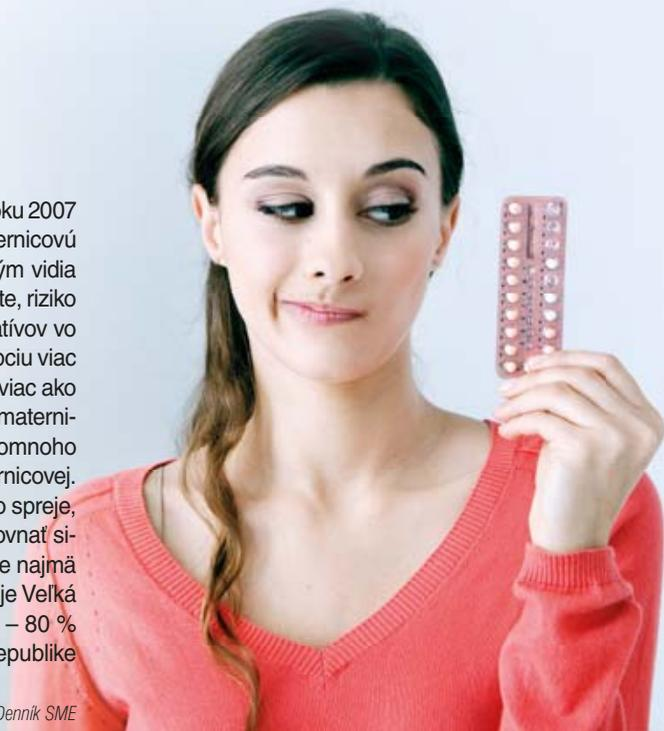 ku 2007
ernicovú
ým vidia
te, riziko
atívov vo
ociu viac
viac ako
materni-
omnoho
rnicovej.
o spreje,
ovnať si-
e najmä
je Veľká
– 80 %
epublike
Denník SME